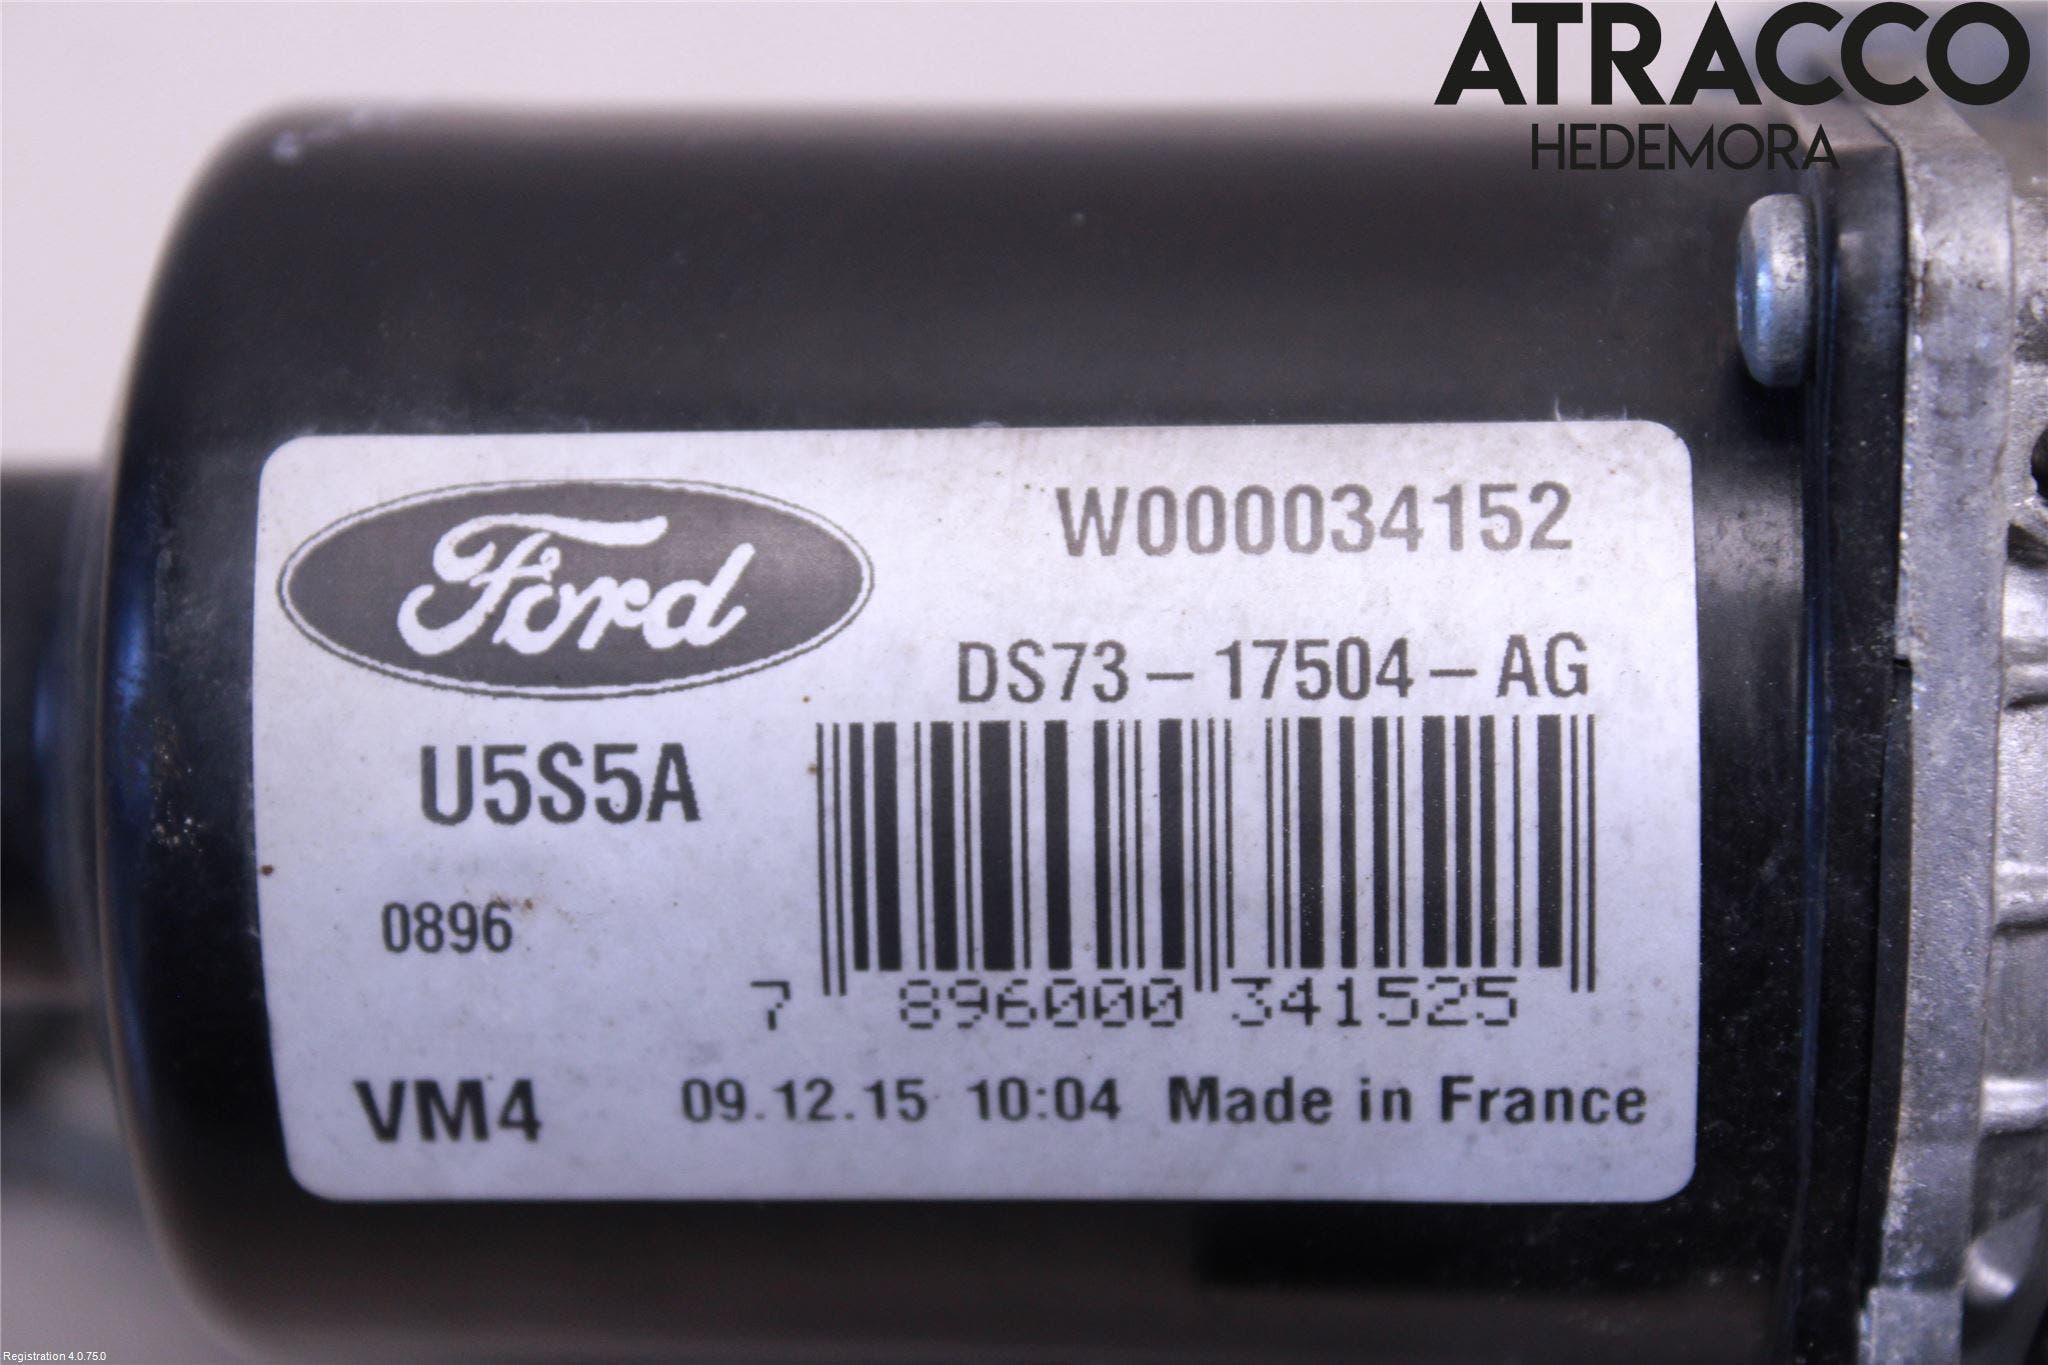 ATRACCO
HEDEMORA
Ford
W000034152
DS73-17504-AG
U5S5A
0896
7 896000 341525
VM4 09.12.15 10:04 Made in France
Registration 4.0.75.0